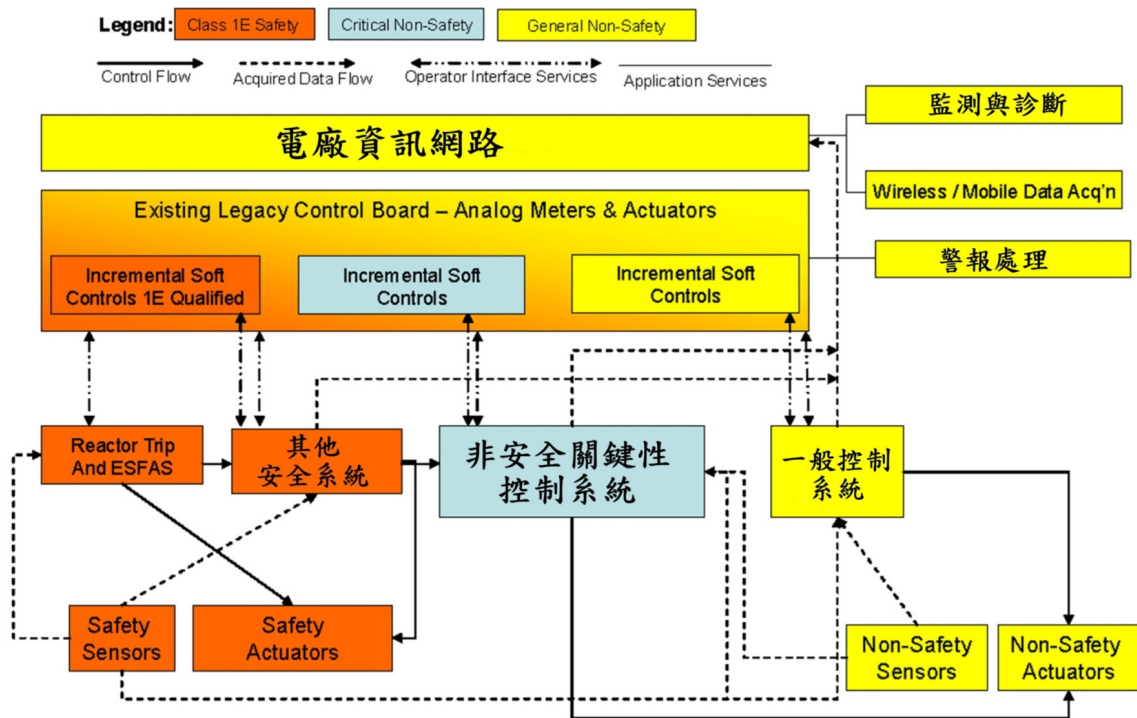 Legend: Class 1E Safety Critical Non-Safety General Non-Safety
Control Flow Acquired Data Flow Operator Interface Services Application Services
監測與診斷
電廠資訊網路
Wireless / Mobile Data Acq'n
Existing Legacy Control Board – Analog Meters & Actuators
警報處理
Incremental Soft
Controls 1E Qualified
Incremental Soft
Controls
Incremental Soft
Controls
Reactor Trip
And ESFAS
其他
安全系統
非安全關鍵性
控制系統
一般控制
系統
Safety
Sensors
Safety
Actuators
Non-Safety
Sensors
Non-Safety
Actuators